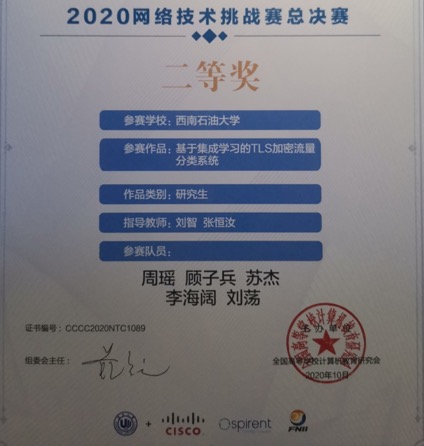 2020网络技术挑战赛总决赛
二等奖
参赛学校：西南石油大学
参赛作品：基于集成学习的TLS加密流量
分类系统
作品类别：研究生
指导教师：刘智 张恒汝
参赛队员：
周瑶 顾子兵 苏杰
李海阔 刘荡
证书编号：CCCC2020NTC1089
主办单位
组委会主任：
全国高等学校计算机教育研究会
2020年10月
+
CISCO
spirent
FNii